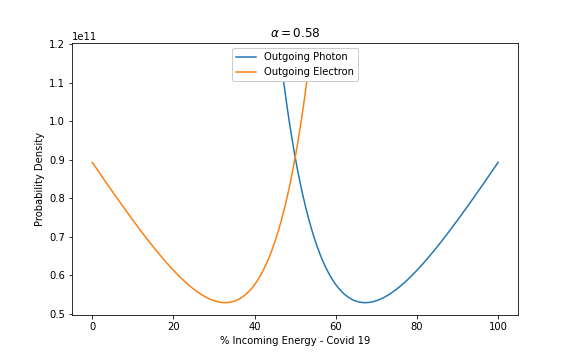 α = 0.58
1e11
Outgoing Photon
Outgoing Electron
1.2
1.1
1.0
0.9
0.8
0.7
0.6
0.5
Probability Density
0 20 40 60 80 100
% Incoming Energy - Covid 19